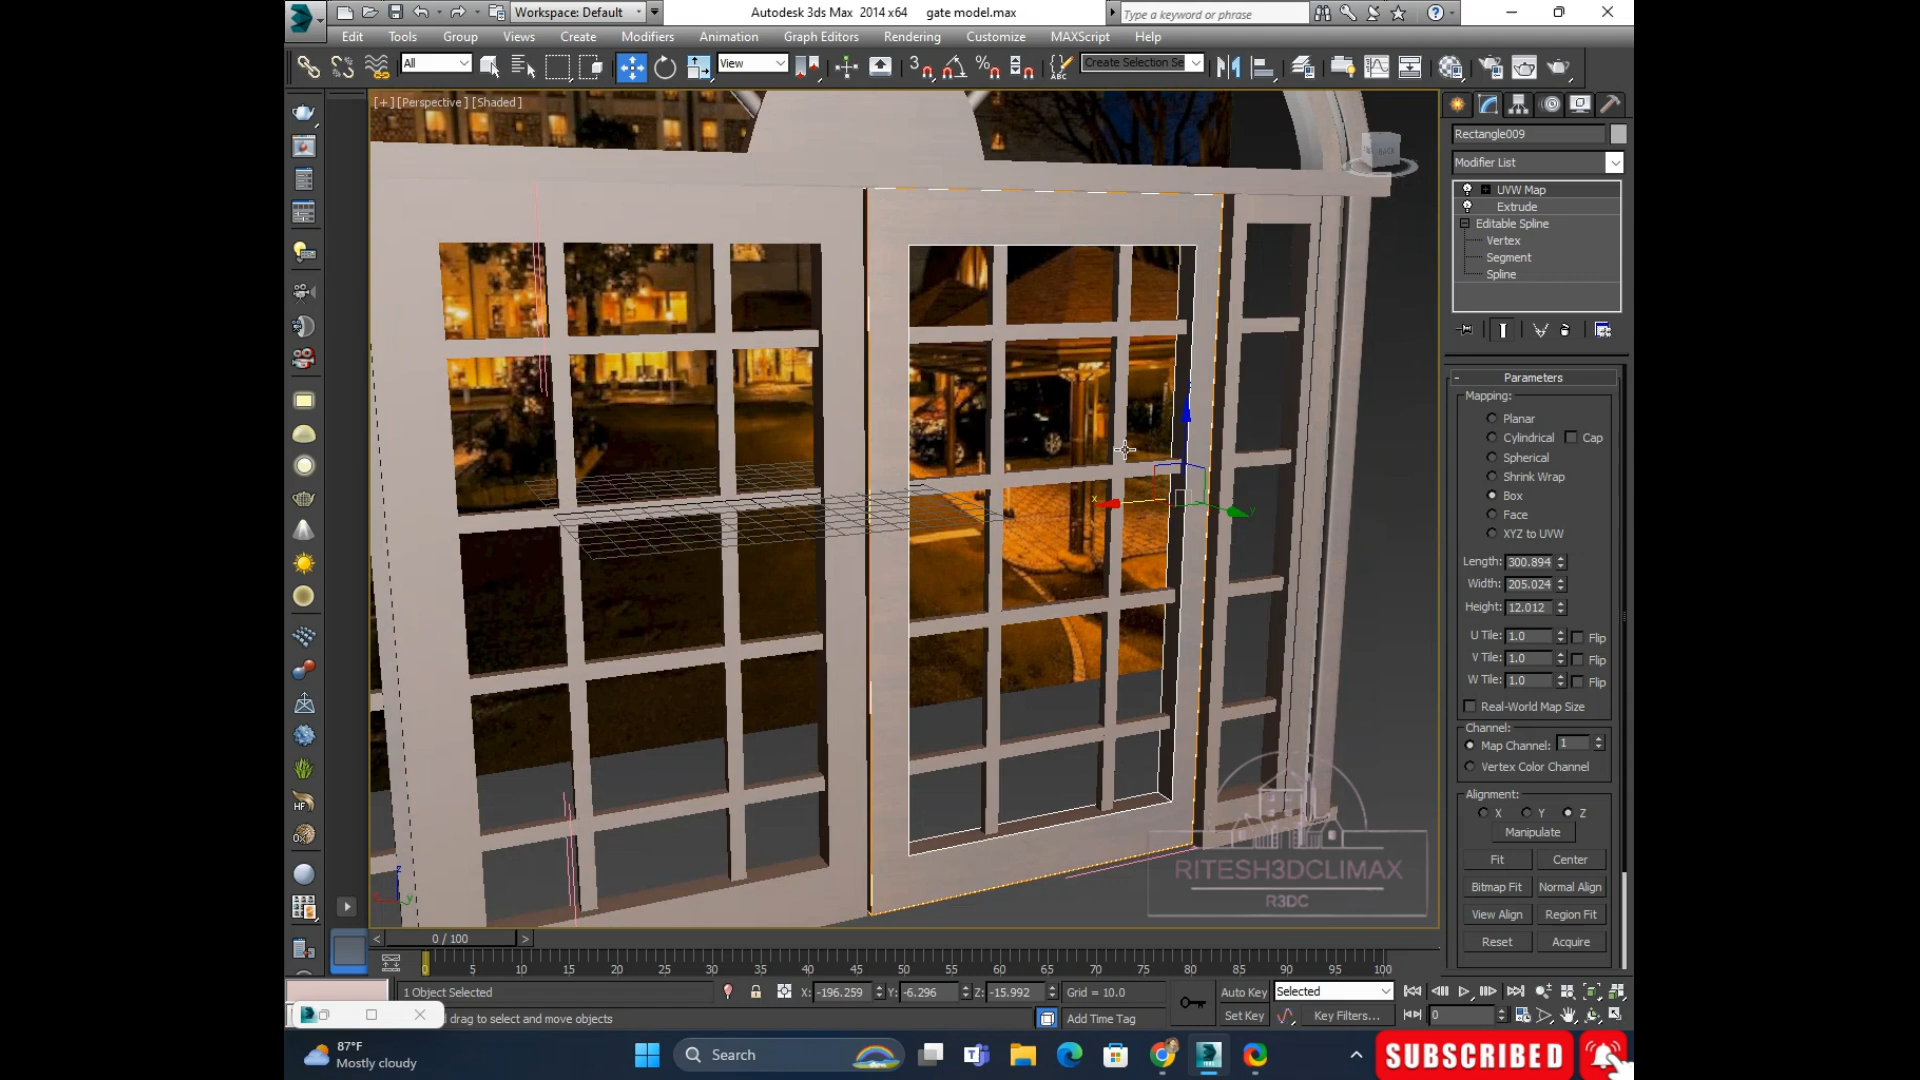 Workspace: Default
Autodesk 3ds Max 2014 x64
gate model.max
Type a keyword or phrase
Edit
Tools
Group
Views
Create
Modifiers
Animation
Graph Editors
Rendering
Customize
MAXScript
Help
All
View
Create Selection Se
[+] [Perspective ] [Shaded ]
Rectangle009
Modifier List
UVW Map
Extrude
Editable Spline
Vertex
Segment
Spline
Parameters
Mapping:
Planar
Cylindrical
Cap
Spherical
Shrink Wrap
Box
Face
XYZ to UVW
Length: 300.894
Width: 205.024
Height: 12.012
U Tile: 1.0 Flip
V Tile: 1.0 Flip
W Tile: 1.0 Flip
Real-World Map Size
Channel:
Map Channel: 1
Vertex Color Channel
Alignment:
X Y Z
Manipulate
Fit Center
Bitmap Fit Normal Align
View Align Region Fit
Reset Acquire
RITESH3DCLIMAX
R3DC
0 / 100
0 5 10 15 20 25 30 35 40 45 50 55 60 65 70 75 80 85 90 95 100
1 Object Selected
X: -196.259 Y: -6.296 Z: -15.992 Grid = 10.0
Auto Key Selected
drag to select and move objects
Add Time Tag
Set Key Key Filters... 0
87°F
Mostly cloudy
Search
SUBSCRIBED